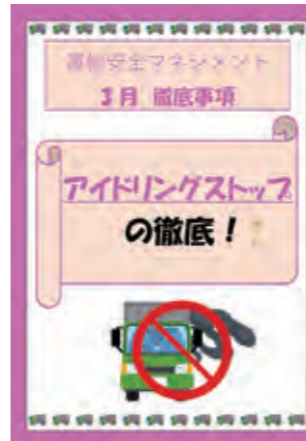 運輸安全マネジメント
3月 徹底事項
アイドリングストップ
の徹底！